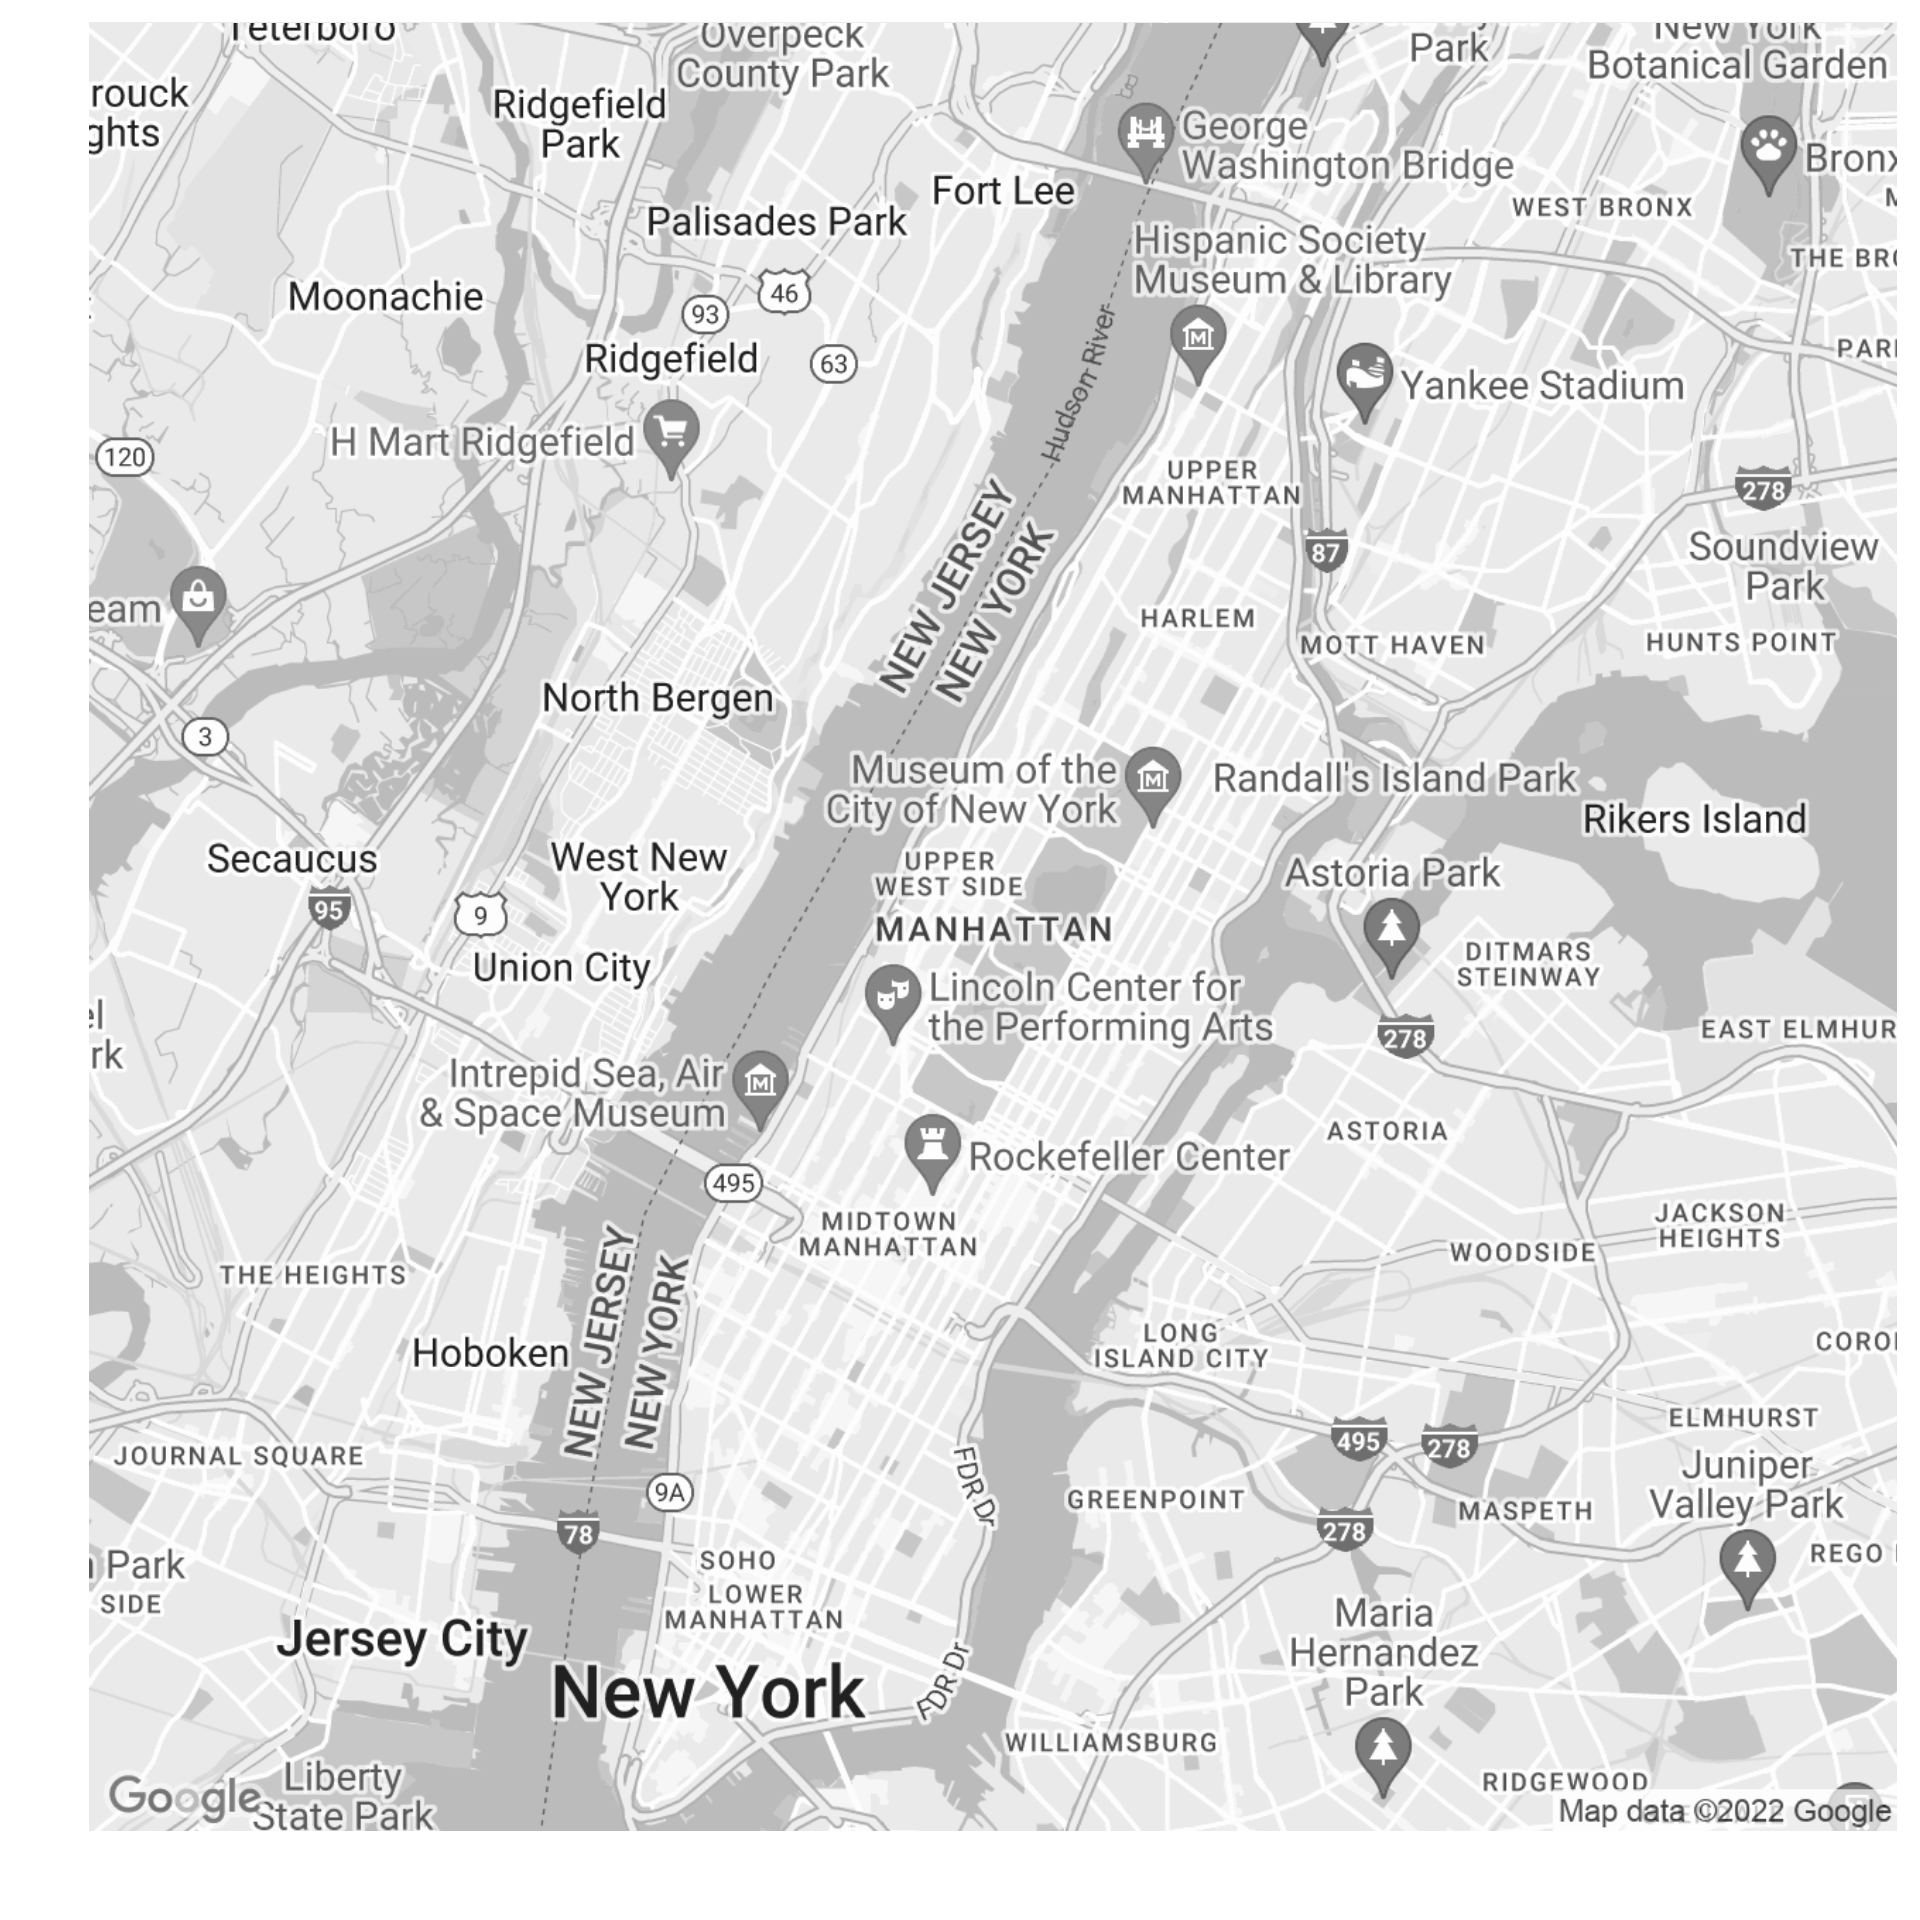 Teterboro
Overpeck
County Park
Park
New York
Botanical Garden
rouck
ghts
Ridgefield
Park
George
Washington Bridge
Bronx
Fort Lee
WEST BRONX
Palisades Park
Hispanic Society
Museum & Library
THE BRO
Moonachie
46
93
Hudson River
Ridgefield
63
PARK
Yankee Stadium
H Mart Ridgefield
120
UPPER
MANHATTAN
278
NEW JERSEY
NEW YORK
87
Soundview
Park
eam
HARLEM
MOTT HAVEN
HUNTS POINT
North Bergen
3
Museum of the
City of New York
Randall's Island Park
Rikers Island
Secaucus
West New
York
UPPER
WEST SIDE
Astoria Park
95
9
MANHATTAN
DITMARS
STEINWAY
Union City
Lincoln Center for
the Performing Arts
el
rk
278
EAST ELMHUR
Intrepid Sea, Air
& Space Museum
ASTORIA
Rockefeller Center
495
MIDTOWN
MANHATTAN
JACKSON
HEIGHTS
WOODSIDE
THE HEIGHTS
NEW JERSEY
NEW YORK
Hoboken
LONG
ISLAND CITY
COROI
ELMHURST
495
278
JOURNAL SQUARE
FDR Dr
Juniper
Valley Park
9A
GREENPOINT
MASPETH
78
278
SOHO
REGO
Park
SIDE
LOWER
MANHATTAN
Maria
Hernandez
Park
Jersey City
New York
FDR Dr
WILLIAMSBURG
Liberty
State Park
RIDGEWOOD
Google
Map data ©2022 Google